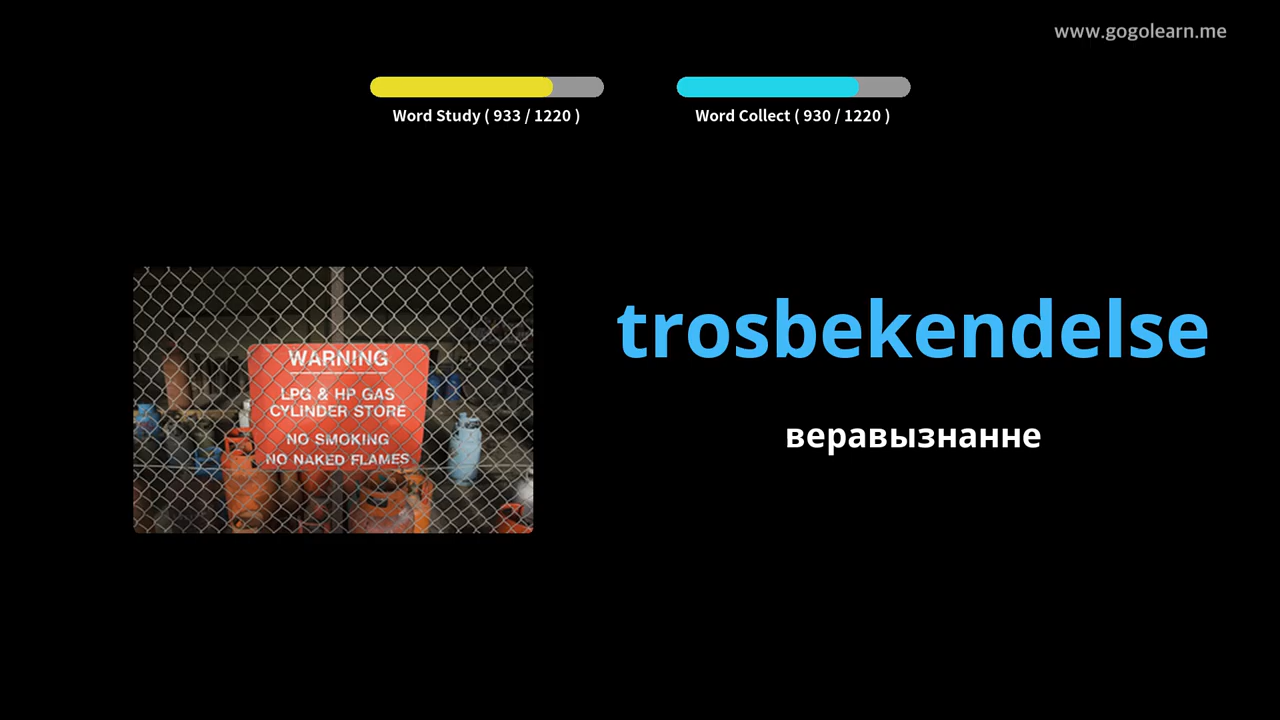 www.gogolearn.me
Word Study ( 933 / 1220 )
Word Collect ( 930 / 1220 )
WARNING
LPG & HP GAS
CYLINDER STORE
NO SMOKING
NO NAKED FLAMES
trosbekendelse
веравызнанне